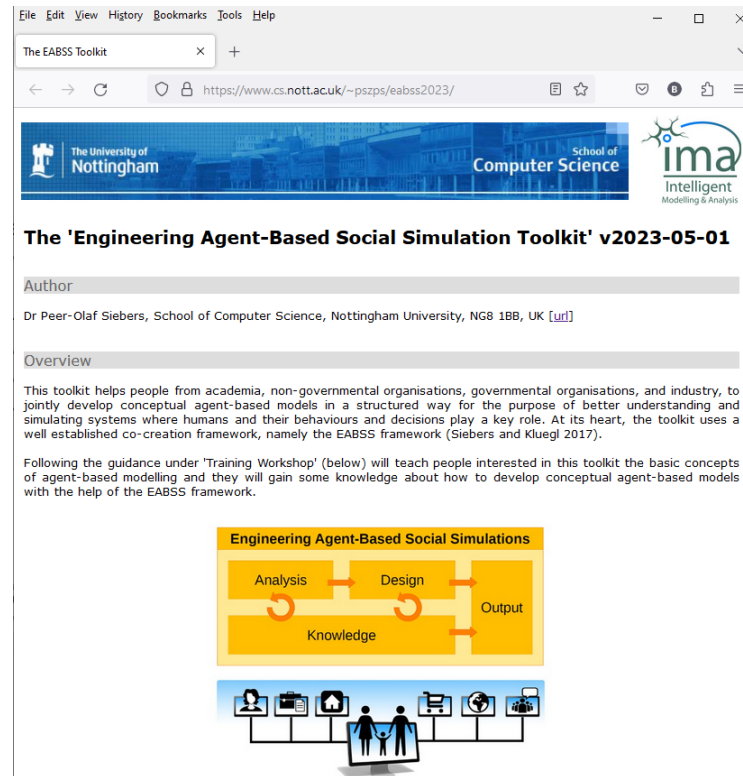 File Edit View History Bookmarks Tools Help
The EABSS Toolkit
https://www.cs.nott.ac.uk/~pszps/eabss2023/
B
The University of
Nottingham
School of
Computer Science
ima
Intelligent
Modelling & Analysis
The 'Engineering Agent-Based Social Simulation Toolkit' v2023-05-01
Author
Dr Peer-Olaf Siebers, School of Computer Science, Nottingham University, NG8 1BB, UK [url]
Overview
This toolkit helps people from academia, non-governmental organisations, governmental organisations, and industry, to
jointly develop conceptual agent-based models in a structured way for the purpose of better understanding and
simulating systems where humans and their behaviours and decisions play a key role. At its heart, the toolkit uses a
well established co-creation framework, namely the EABSS framework (Siebers and Kluegl 2017).
Following the guidance under 'Training Workshop' (below) will teach people interested in this toolkit the basic concepts
of agent-based modelling and they will gain some knowledge about how to develop conceptual agent-based models
with the help of the EABSS framework.
Engineering Agent-Based Social Simulations
Analysis
Design
Output
Knowledge